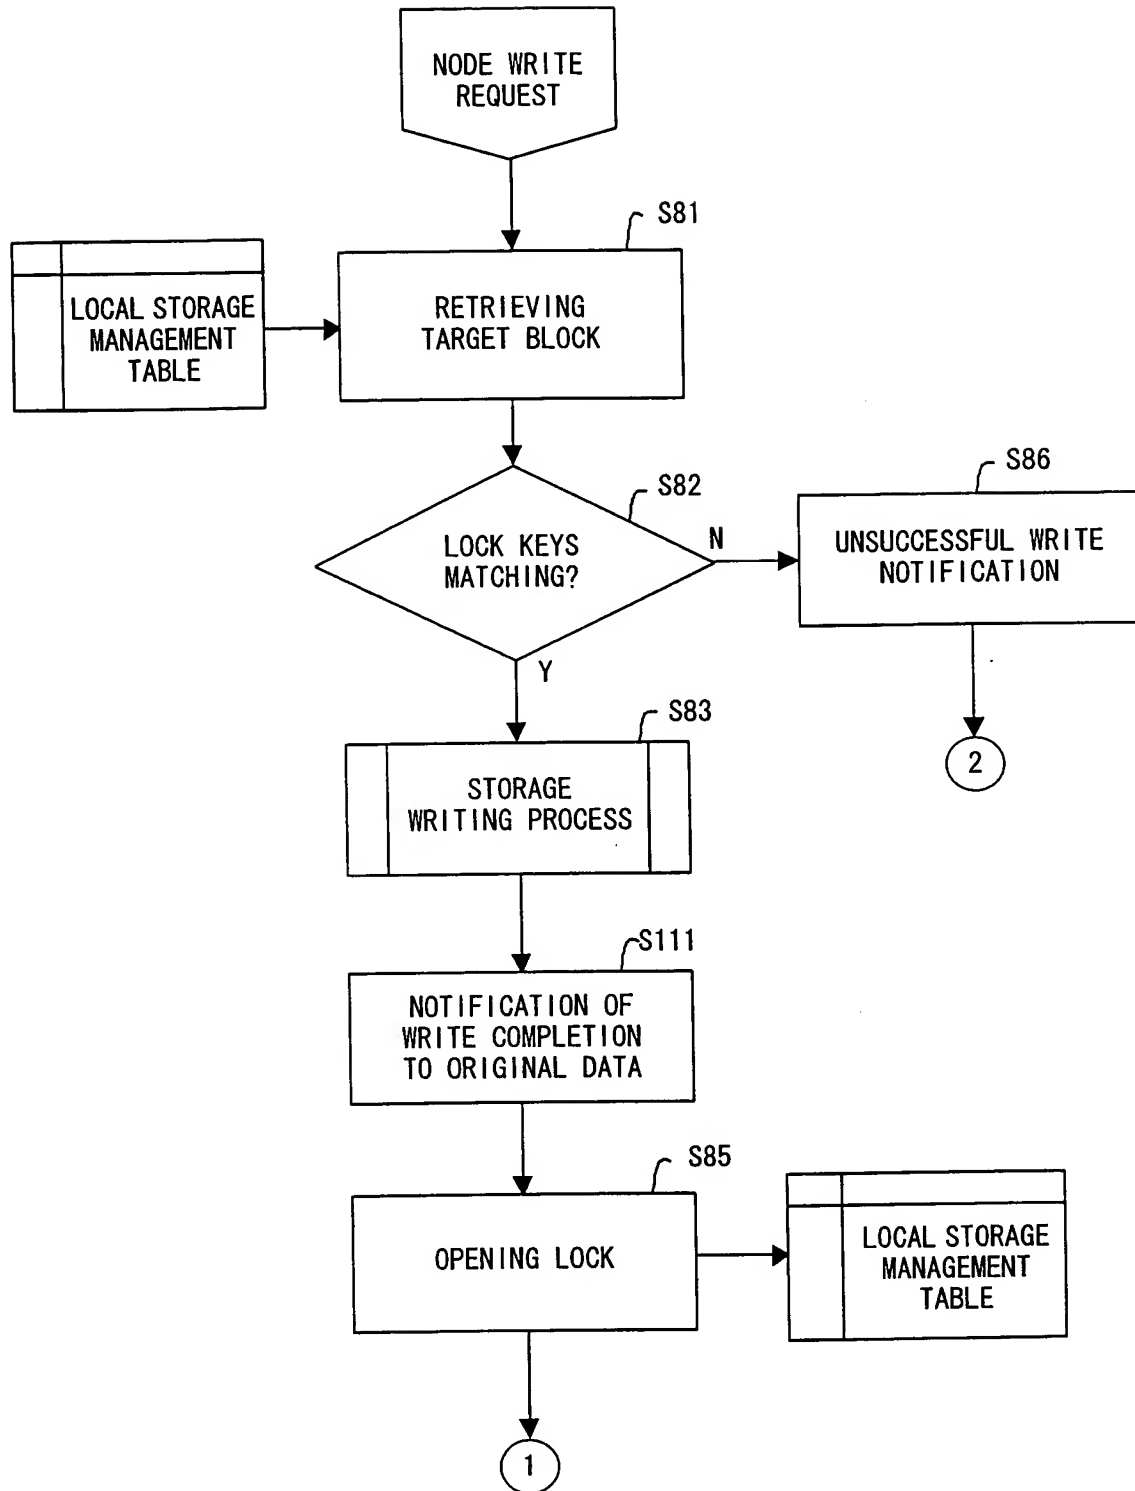 NODE WRITE
REQUEST
S81
LOCAL STORAGE
MANAGEMENT
TABLE
RETRIEVING
TARGET BLOCK
S82
LOCK KEYS
MATCHING?
N
Y
S86
UNSUCCESSFUL WRITE
NOTIFICATION
2
S83
STORAGE
WRITING PROCESS
S111
NOTIFICATION OF
WRITE COMPLETION
TO ORIGINAL DATA
S85
OPENING LOCK
LOCAL STORAGE
MANAGEMENT
TABLE
1